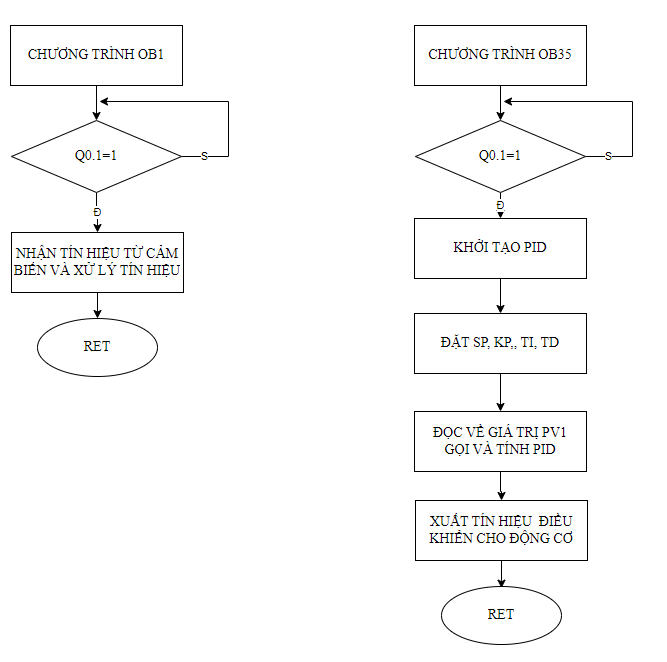 CHƯƠNG TRÌNH OB1
Q0.1=1
S
Đ
NHẬN TÍN HIỆU TỪ CẢM
BIẾN VÀ XỬ LÝ TÍN HIỆU
RET
CHƯƠNG TRÌNH OB35
Q0.1=1
S
Đ
KHỞI TẠO PID
ĐẶT SP, KP,, TI, TD
ĐỌC VỀ GIÁ TRỊ PV1
GỌI VÀ TÍNH PID
XUẤT TÍN HIỆU ĐIỀU
KHIỂN CHO ĐỘNG CƠ
RET